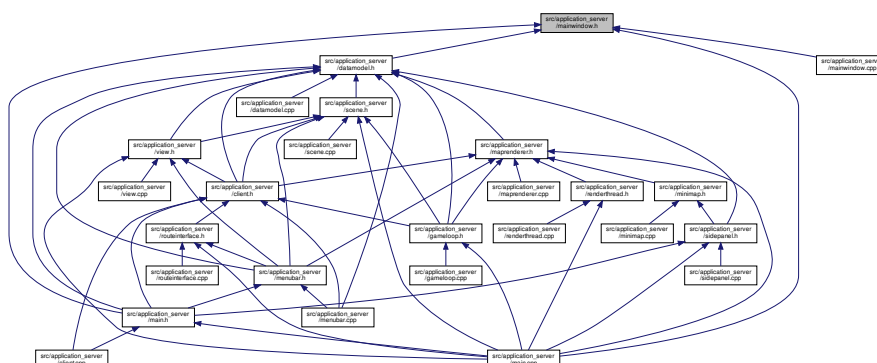 src/application_server
/mainwindow.h
src/application_server
/datamodel.h
src/application_serv
/mainwindow.cpp
src/application_server
/datamodel.cpp
src/application_server
/scene.h
src/application_server
/view.h
src/application_server
/scene.cpp
src/application_server
/maprenderer.h
src/application_server
/view.cpp
src/application_server
/client.h
src/application_server
/maprenderer.cpp
src/application_server
/renderthread.h
src/application_server
/minimap.h
src/application_server
/routeinterface.h
src/application_server
/gameloop.h
src/application_server
/renderthread.cpp
src/application_server
/minimap.cpp
src/application_server
/sidepanel.h
src/application_server
/routeinterface.cpp
src/application_server
/menubar.h
src/application_server
/gameloop.cpp
src/application_server
/sidepanel.cpp
src/application_server
/main.h
src/application_server
/menubar.cpp
src/application_server
src/application_server